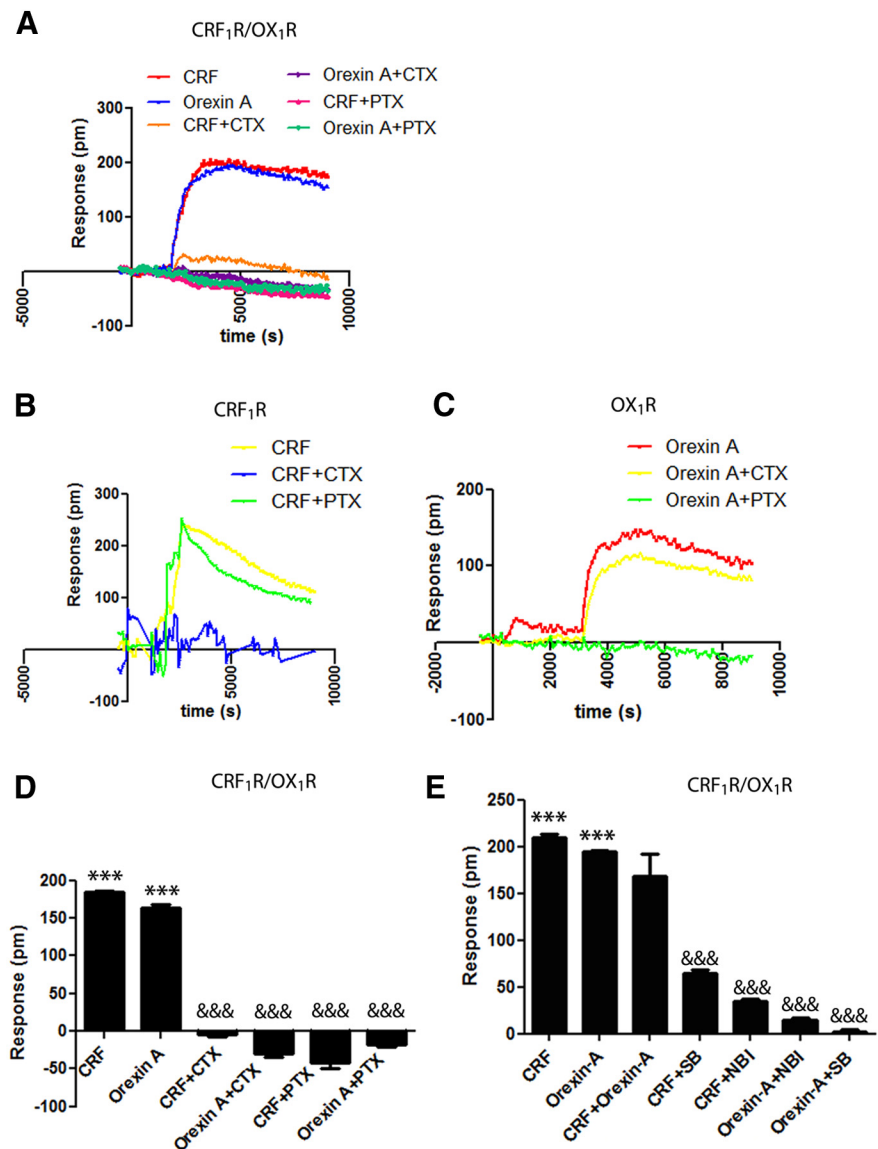 A
CRF₁R/OX₁R
CRF
Orexin A
CRF+CTX
Orexin A+CTX
CRF+PTX
Orexin A+PTX
Response (pm)
300
200
100
-100
-5000
5000
10000
time (s)
B
CRF₁R
CRF
CRF+CTX
CRF+PTX
Response (pm)
300
200
100
-100
-5000
5000
10000
time (s)
C
OX₁R
Orexin A
Orexin A+CTX
Orexin A+PTX
Response (pm)
200
100
-100
-2000
2000
4000
6000
8000
10000
time (s)
D
CRF₁R/OX₁R
Response (pm)
200
150
100
50
0
-50
-100
***
***
&&&
&&&
&&&
&&&
CRF
Orexin A
CRF+CTX
Orexin A+CTX
CRF+PTX
Orexin A+PTX
E
CRF₁R/OX₁R
Response (pm)
250
200
150
100
50
0
***
***
&&&
&&&
&&&
&&&
CRF
Orexin-A
CRF+Orexin-A
CRF+SB
CRF+NBI
Orexin-A+NBI
Orexin-A+SB